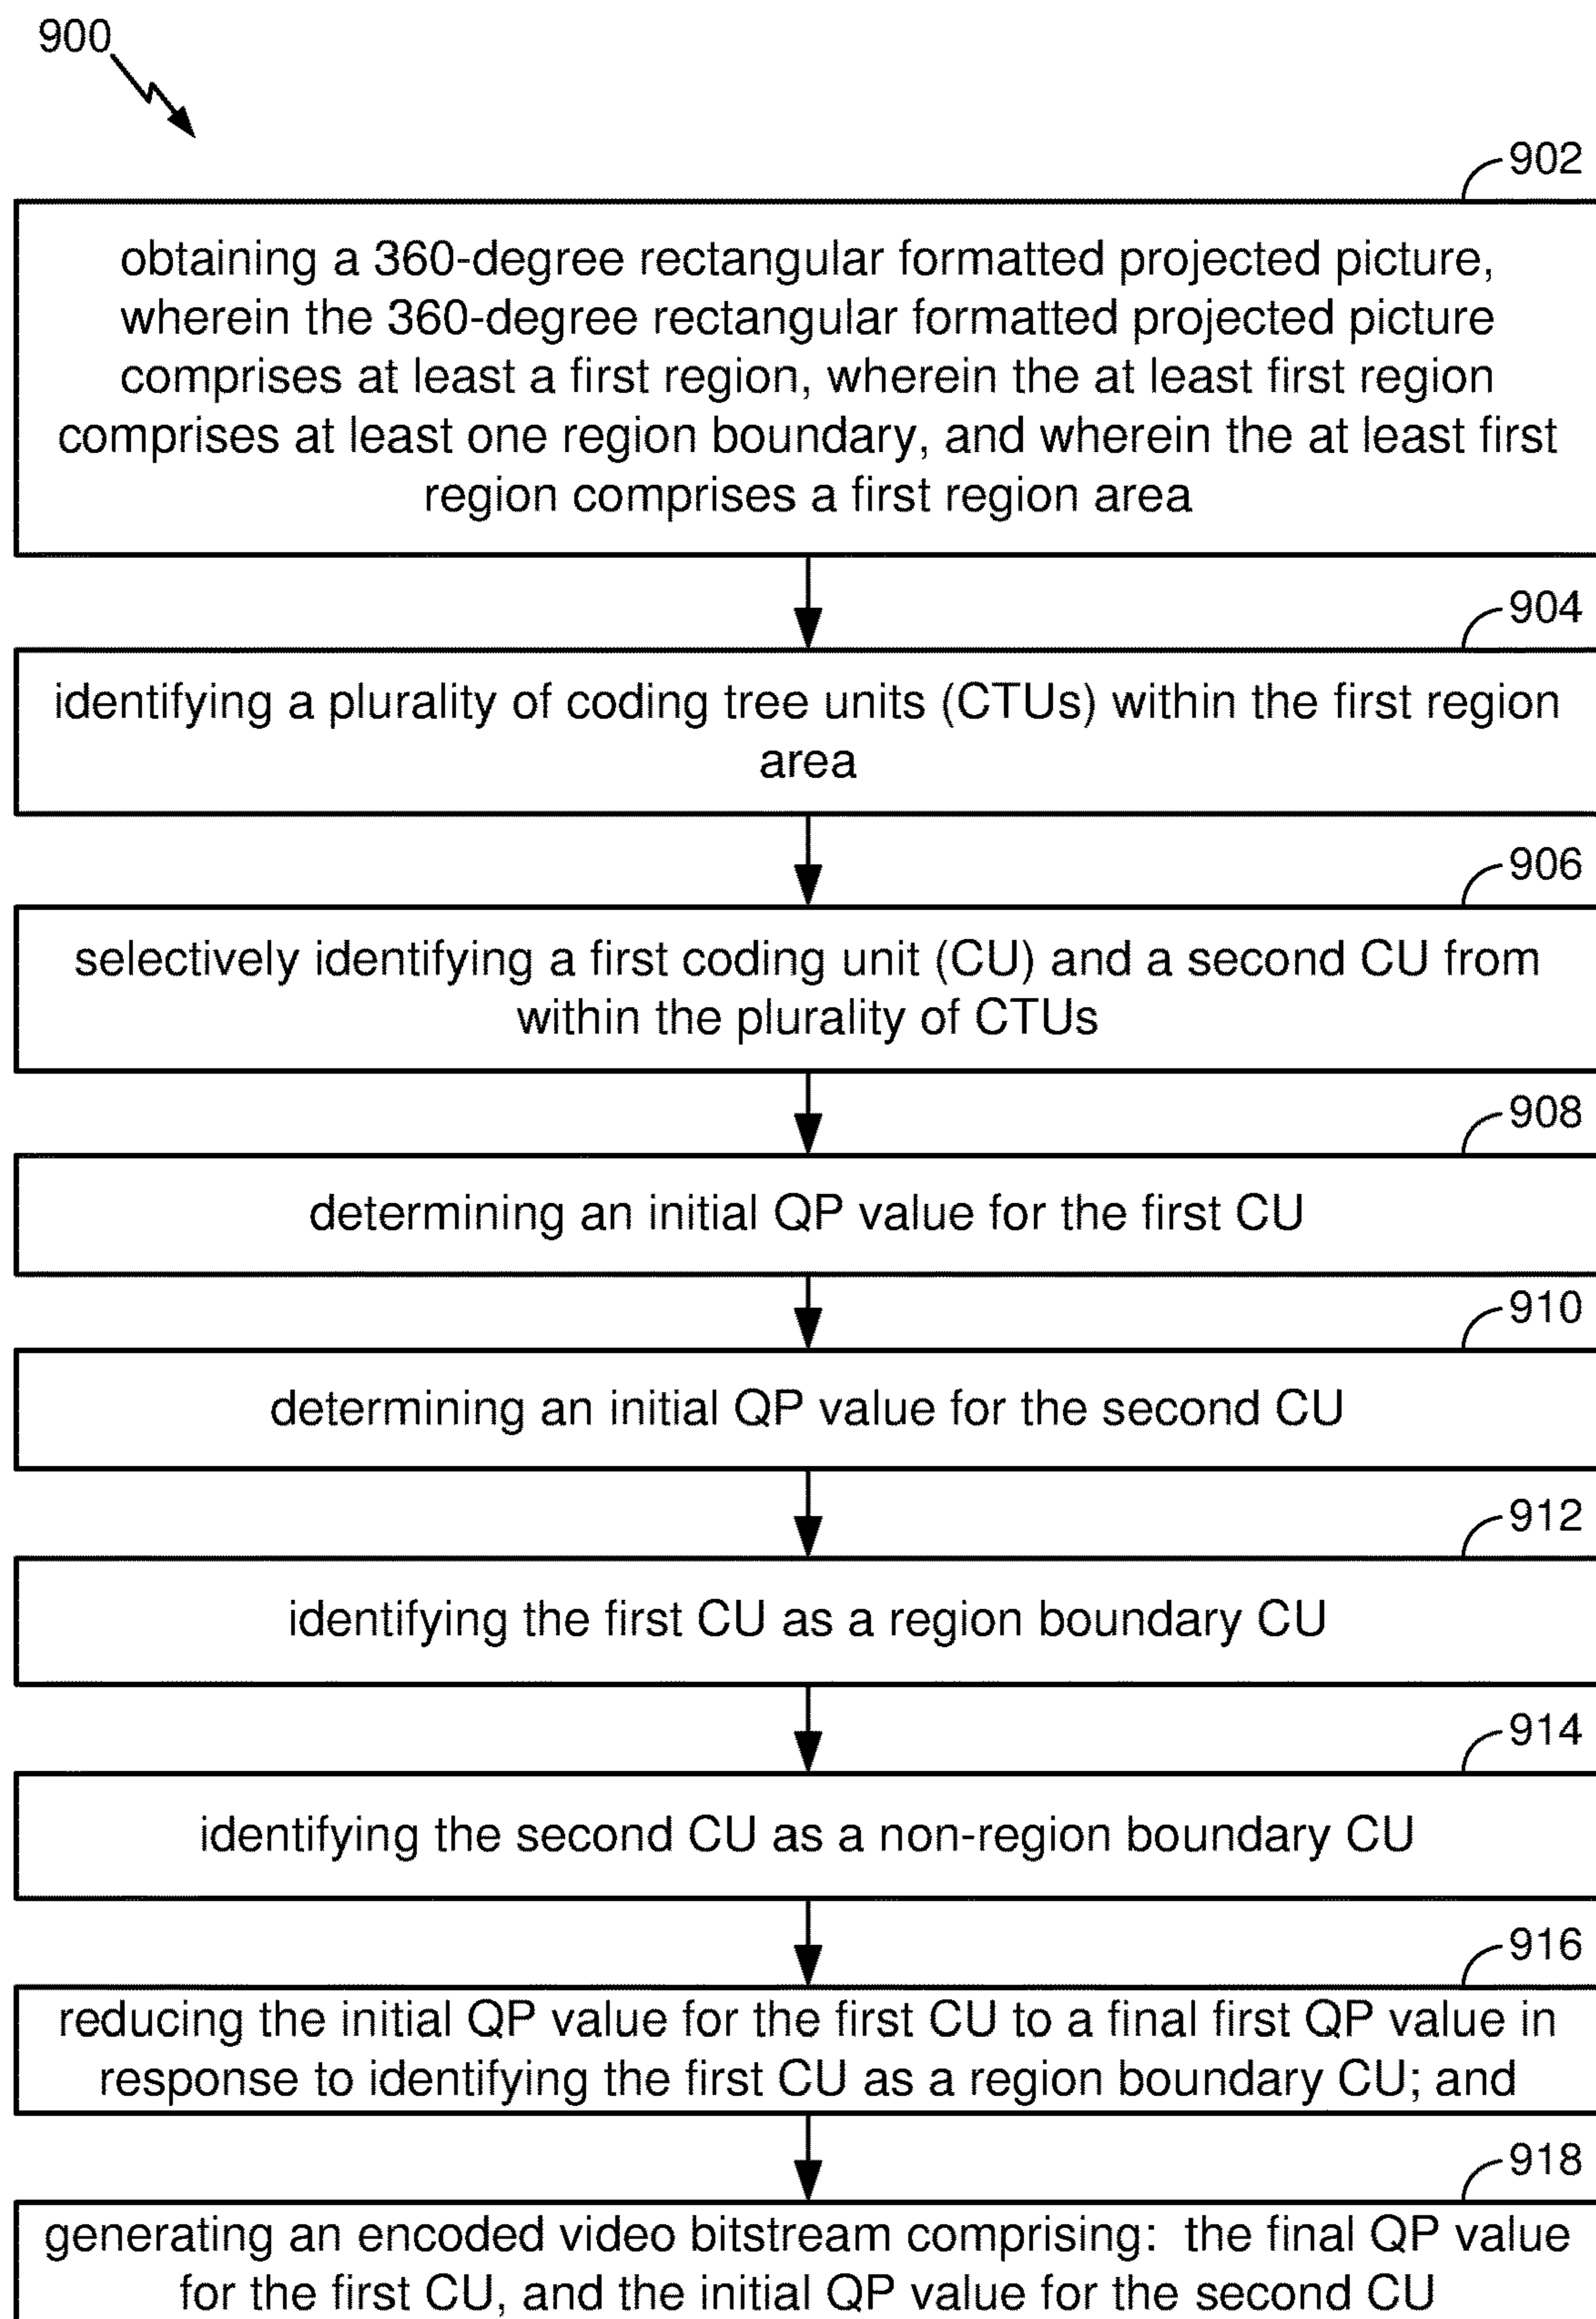 900
902
obtaining a 360-degree rectangular formatted projected picture,
wherein the 360-degree rectangular formatted projected picture
comprises at least a first region, wherein the at least first region
comprises at least one region boundary, and wherein the at least first
region comprises a first region area
904
identifying a plurality of coding tree units (CTUs) within the first region
area
906
selectively identifying a first coding unit (CU) and a second CU from
within the plurality of CTUs
908
determining an initial QP value for the first CU
910
determining an initial QP value for the second CU
912
identifying the first CU as a region boundary CU
914
identifying the second CU as a non-region boundary CU
916
reducing the initial QP value for the first CU to a final first QP value in
response to identifying the first CU as a region boundary CU; and
918
generating an encoded video bitstream comprising: the final QP value
for the first CU, and the initial QP value for the second CU